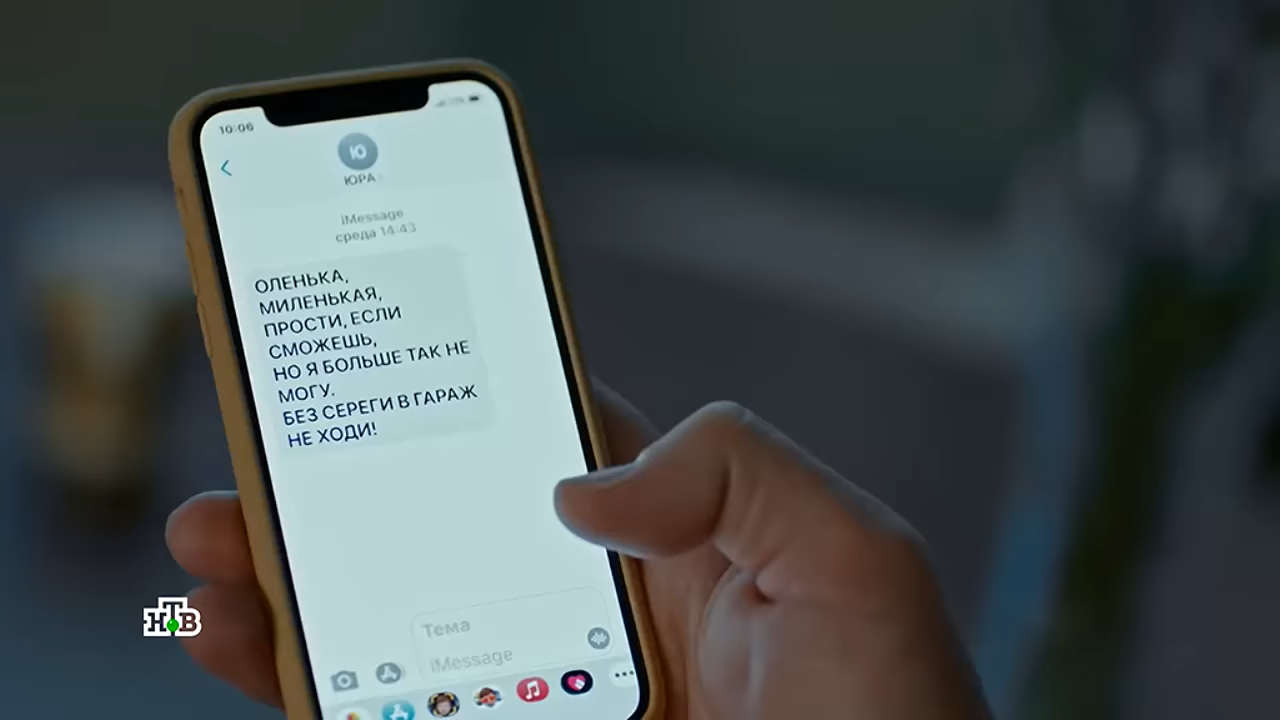 10:06
Ю
ЮРА
iMessage
среда 14:43
ОЛЕНЬКА,
МИЛЕНЬКАЯ,
ПРОСТИ, ЕСЛИ
СМОЖЕШЬ,
НО Я БОЛЬШЕ ТАК НЕ
МОГУ.
БЕЗ СЕРЕГИ В ГАРАЖ
НЕ ХОДИ!
Тема
iMessage
НТВ